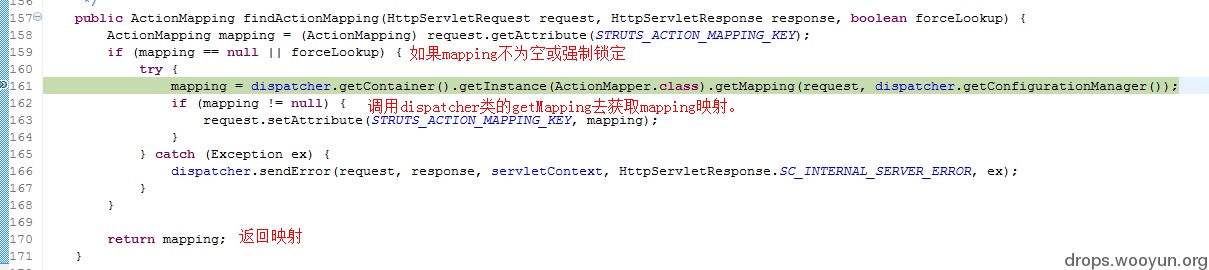 156 */
157 public ActionMapping findActionMapping(HttpServletRequest request, HttpServletResponse response, boolean forceLookup) {
158 ActionMapping mapping = (ActionMapping) request.getAttribute(STRUTS_ACTION_MAPPING_KEY);
159 if (mapping == null || forceLookup) { 如果mapping不为空或强制锁定
160 try {
161 mapping = dispatcher.getContainer().getInstance(ActionMapper.class).getMapping(request, dispatcher.getConfigurationManager());
162 if (mapping != null) { 调用dispatcher类的getMapping去获取mapping映射。
163 request.setAttribute(STRUTS_ACTION_MAPPING_KEY, mapping);
164 }
165 } catch (Exception ex) {
166 dispatcher.sendError(request, response, servletContext, HttpServletResponse.SC_INTERNAL_SERVER_ERROR, ex);
167 }
168 }
169
170 return mapping; 返回映射
171 }
drops.wooyun.org